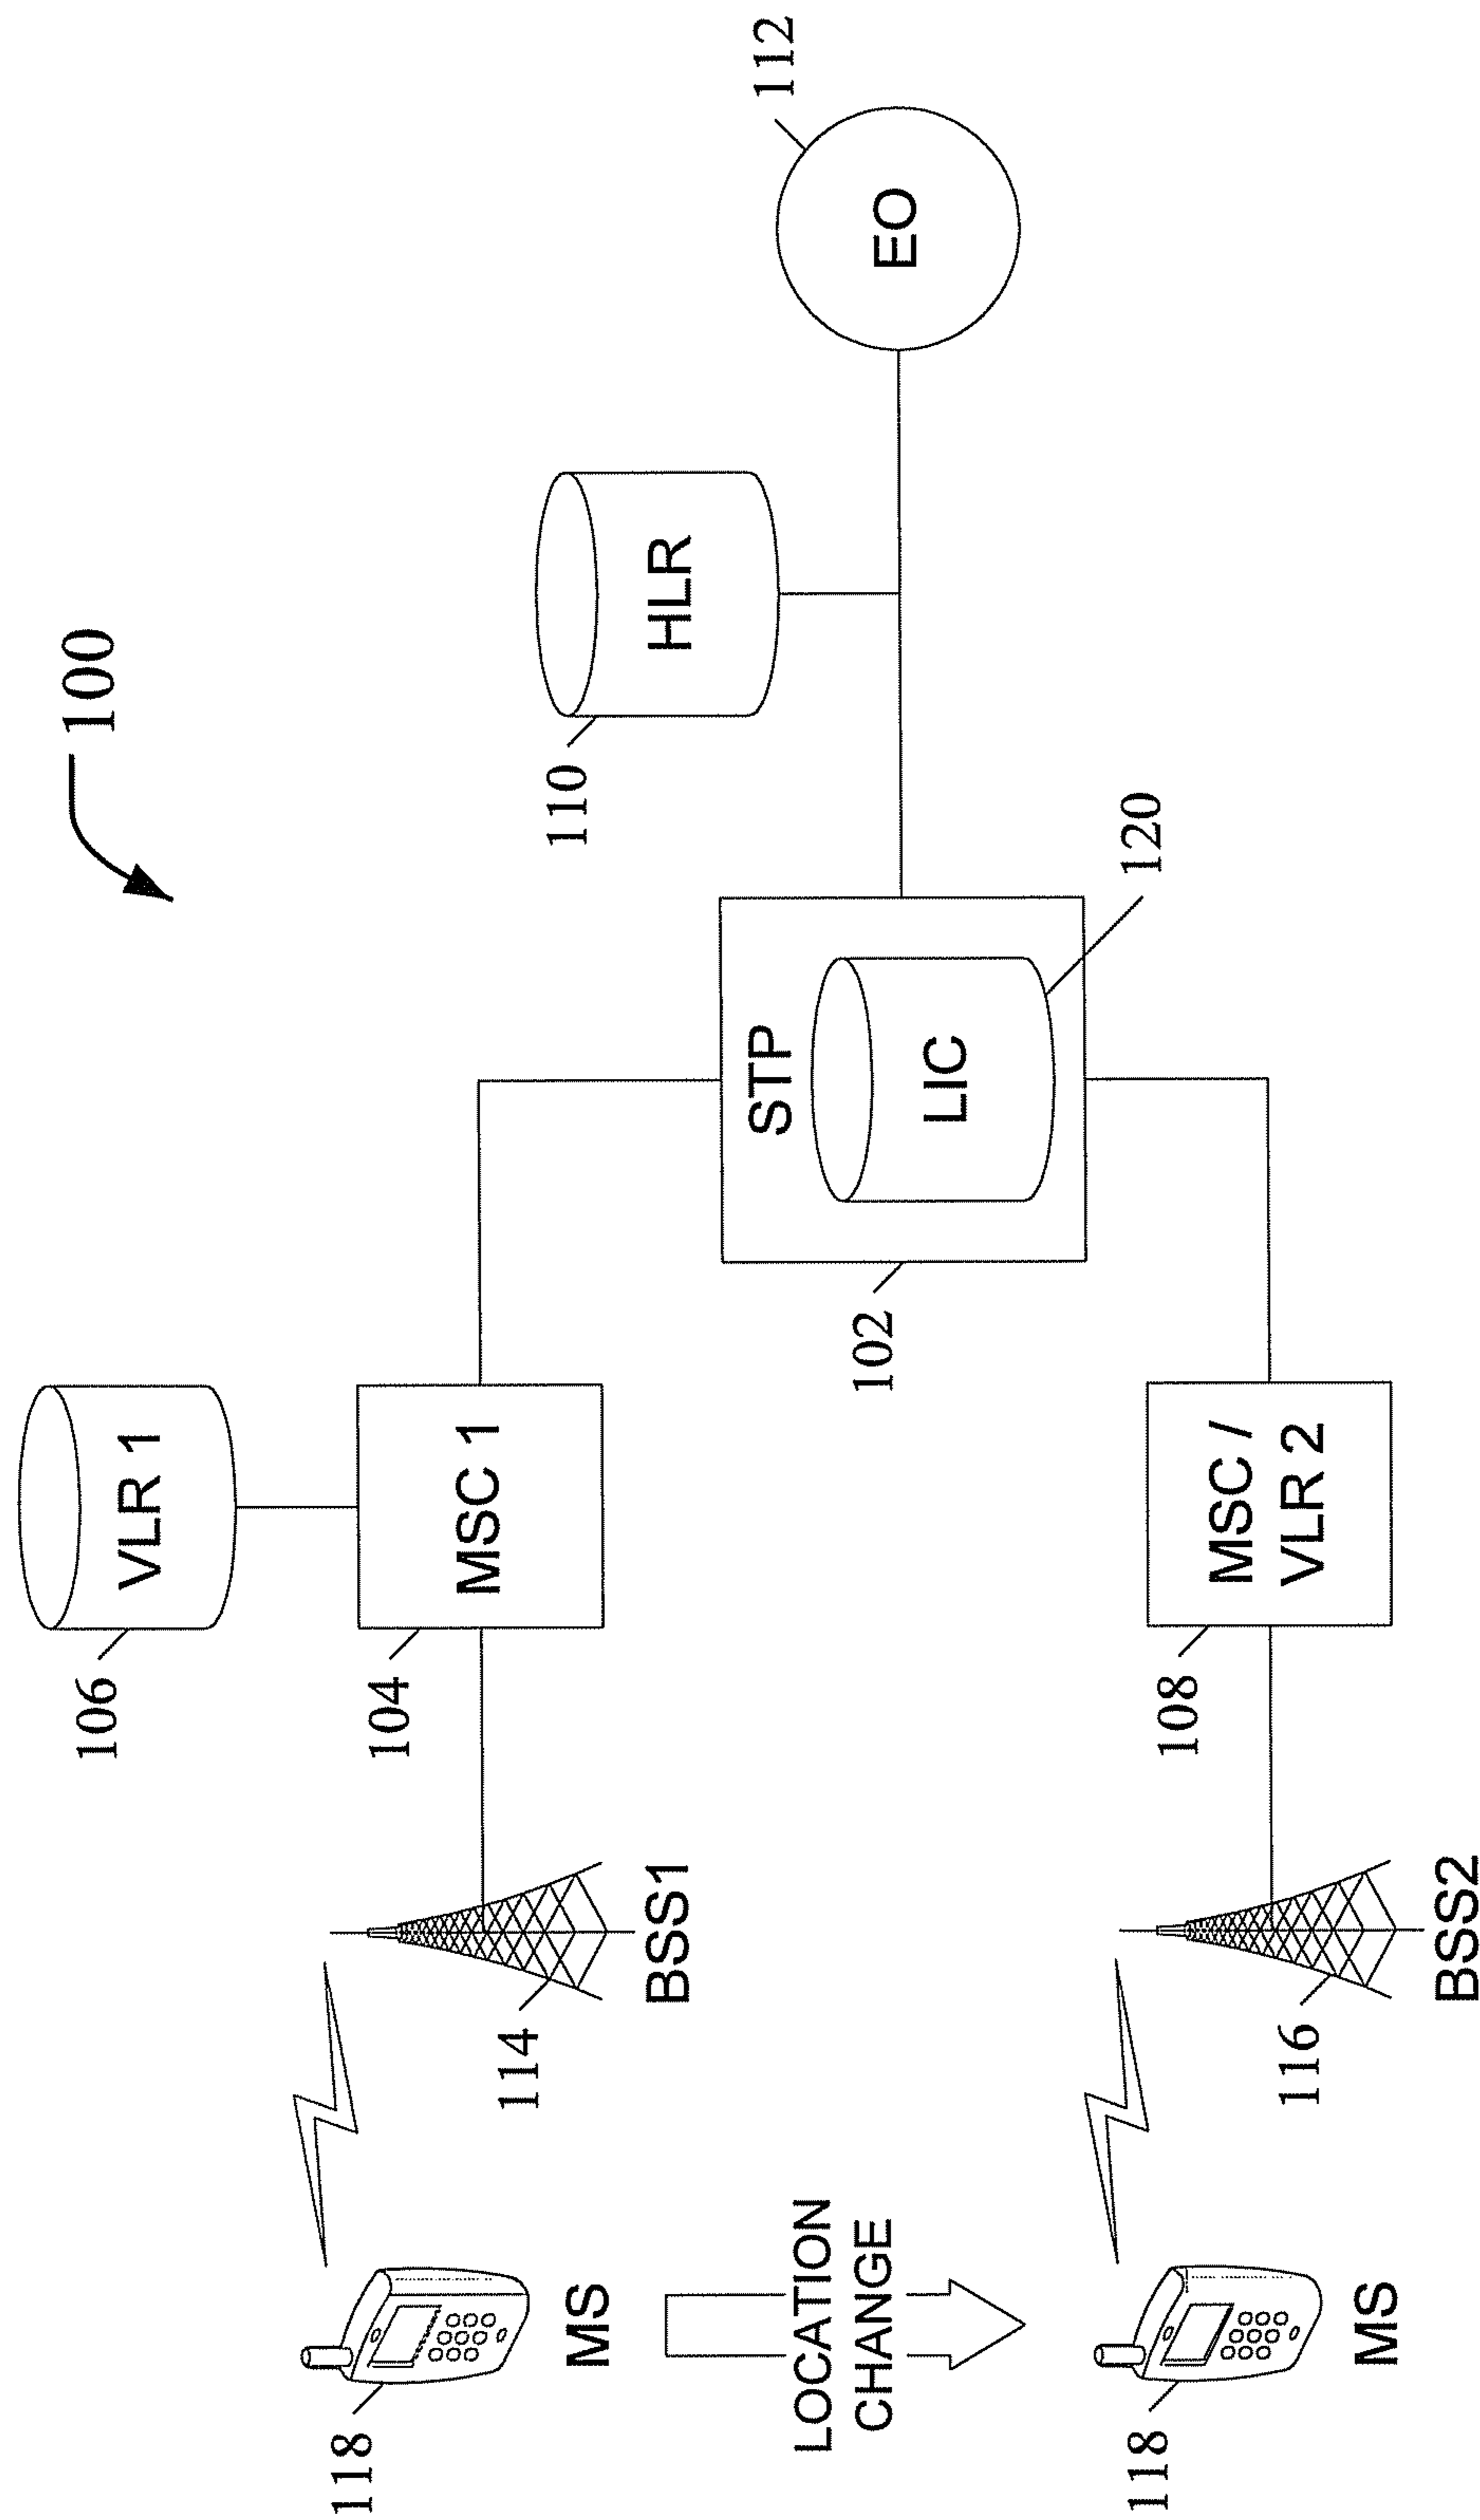 100
106
VLR 1
110
HLR
112
EO
118
MS
114
BSS1
104
MSC 1
102
STP
LIC
120
LOCATION
CHANGE
118
MS
116
BSS2
108
MSC /
VLR 2